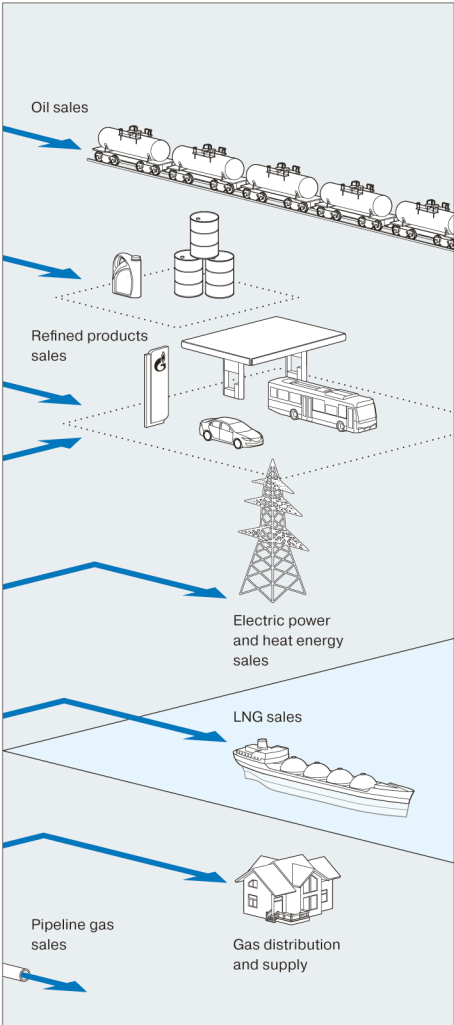 Oil sales
Refined products
sales
Electric power
and heat energy
sales
LNG sales
Pipeline gas
sales
Gas distribution
and supply